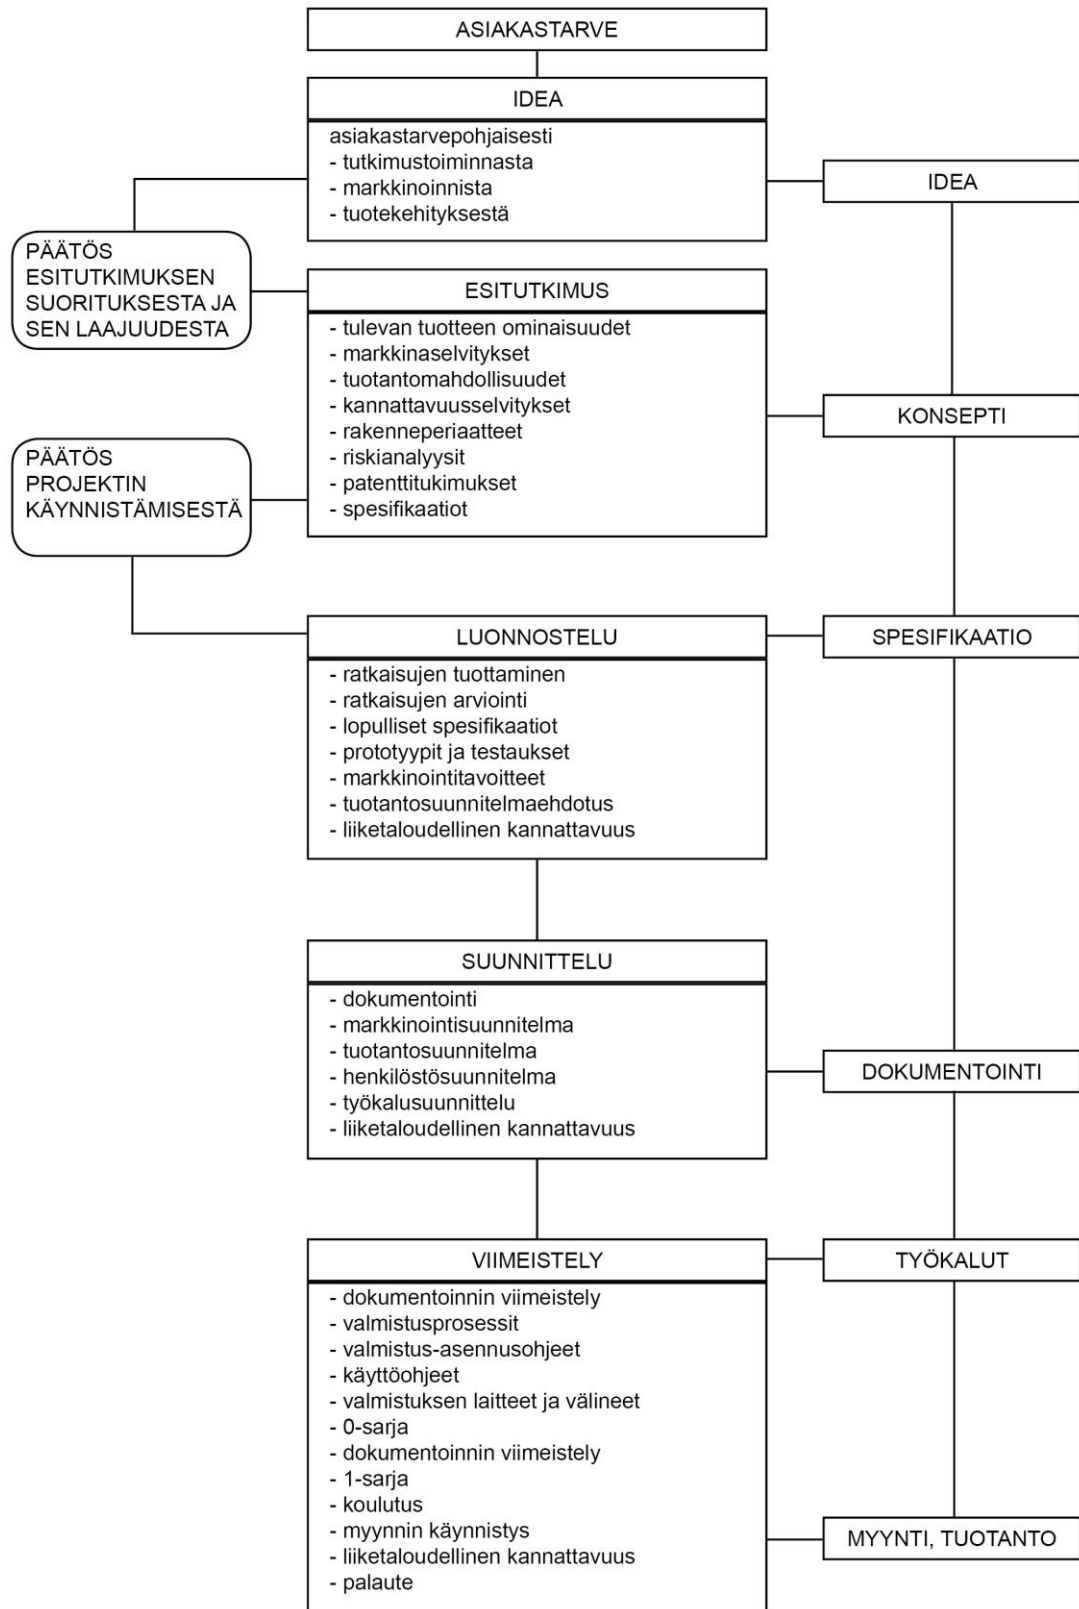 ASIAKASTARVE
IDEA
asiakastarvepohjaisesti
- tutkimustoiminnasta
- markkinoinnista
- tuotekehityksestä
IDEA
PÄÄTÖS
ESITUTKIMUKSEN
SUORITUKSESTA JA
SEN LAAJUUDESTA
ESITUTKIMUS
- tulevan tuotteen ominaisuudet
- markkinaselvitykset
- tuotantomahdollisuudet
- kannattavuusselvitykset
- rakenneperiaatteet
- riskianalyysit
- patenttitukimukset
- spesifikaatiot
KONSEPTI
PÄÄTÖS
PROJEKTIN
KÄYNNISTÄMISESTÄ
LUONNOSTELU
- ratkaisujen tuottaminen
- ratkaisujen arviointi
- lopulliset spesifikaatiot
- prototyypit ja testaukset
- markkinointitavoitteet
- tuotantosuunnitelmaehdotus
- liiketaloudellinen kannattavuus
SPESIFIKAATIO
SUUNNITTELU
- dokumentointi
- markkinointisuunnitelma
- tuotantosuunnitelma
- henkilöstösuunnitelma
- työkalusuunnittelu
- liiketaloudellinen kannattavuus
DOKUMENTOINTI
VIIMEISTELY
- dokumentoinnin viimeistely
- valmistusprosessit
- valmistus-asennusohjeet
- käyttöohjeet
- valmistuksen laitteet ja välineet
- 0-sarja
- dokumentoinnin viimeistely
- 1-sarja
- koulutus
- myynnin käynnistys
- liiketaloudellinen kannattavuus
- palaute
TYÖKALUT
MYYNTI, TUOTANTO